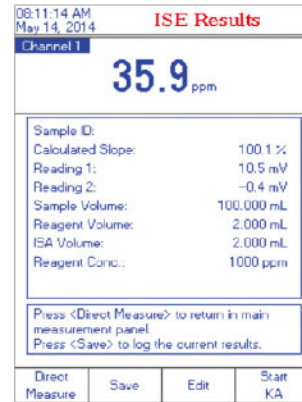 08:11:14 AM
May 14, 2014
ISE Results
Channel 1
35.9 ppm
Sample ID:
Calculated Slope: 100.1 %
Reading 1: 10.5 mV
Reading 2: -0.4 mV
Sample Volume: 100.000 mL
Reagent Volume: 2.000 mL
ISA Volume: 2.000 mL
Reagent Conc.: 1000 ppm
Press <Direct Measure> to return in main
measurement panel.
Press <Save> to log the current results.
Direct Measure
Save
Edit
Start KA